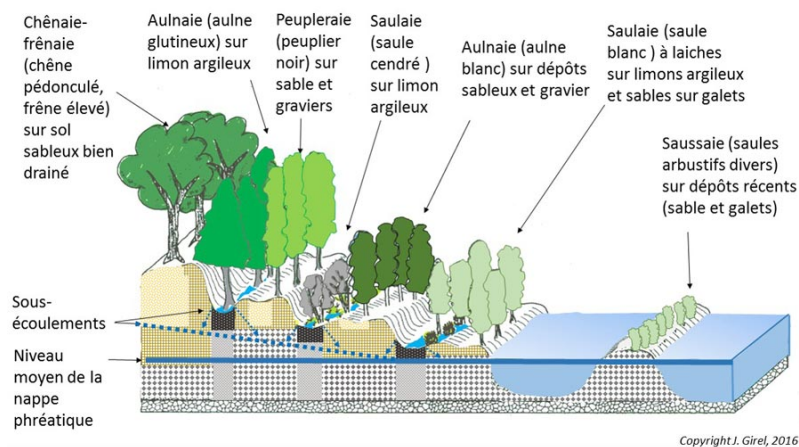 Chênaie-
frênaie
(chêne
pédonculé,
frêne élevé)
sur sol
sableux bien
drainé
Aulnaie (aulne
glutineux) sur
limon argileux
Peupleraie
(peuplier
noir) sur
sable et
graviers
Saulaie
(saule
cendré )
sur limon
argileux
Aulnaie (aulne
blanc) sur dépôts
sableux et gravier
Saulaie (saule
blanc ) à laiches
sur limons argileux
et sables sur galets
Saussaie (saules
arbustifs divers)
sur dépôts récents
(sable et galets)
Sous-
écoulements
Niveau
moyen de la
nappe
phréatique
Copyright J. Girel, 2016